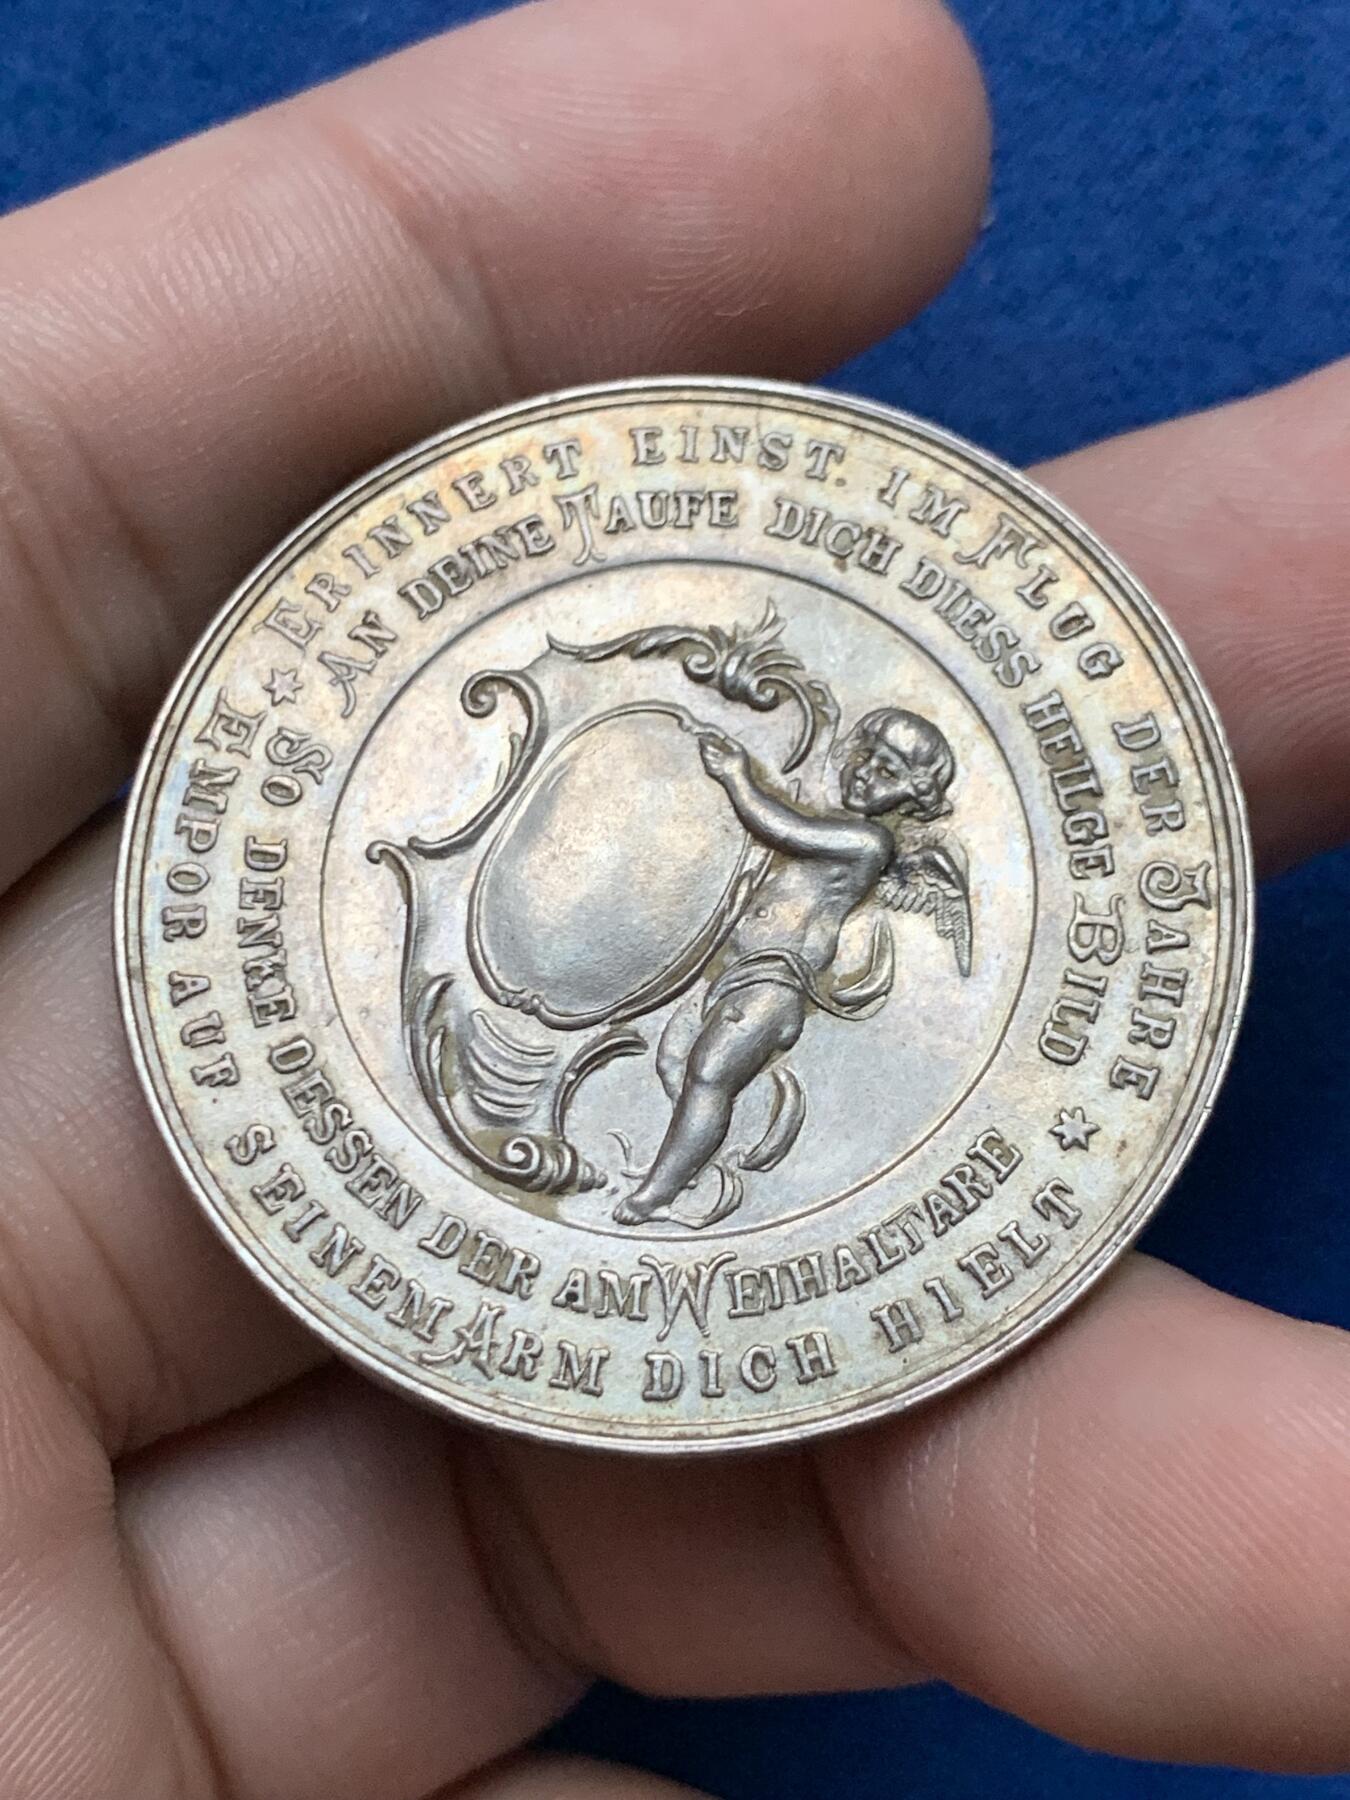 ERINNERT EINST. IM FLUG DER JAHRE
AN DEINE TAUFE DICH DIESS HEILGE BILD
SO DENKE DESSEN DER AM WEIHALTARE
EMPOR AUF SEINEM ARM DICH HIELT